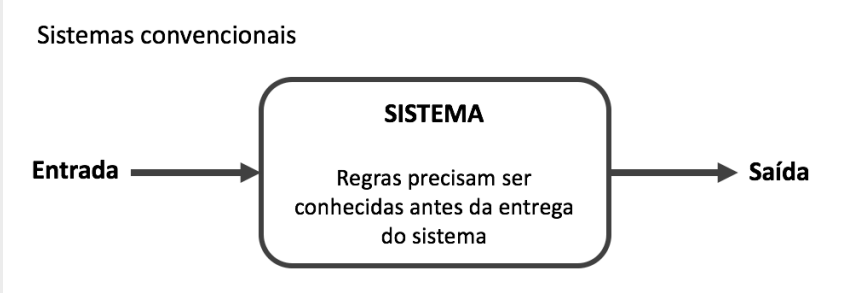 Sistemas convencionais
SISTEMA
Entrada
Regras precisam ser
conhecidas antes da entrega
do sistema
Saída